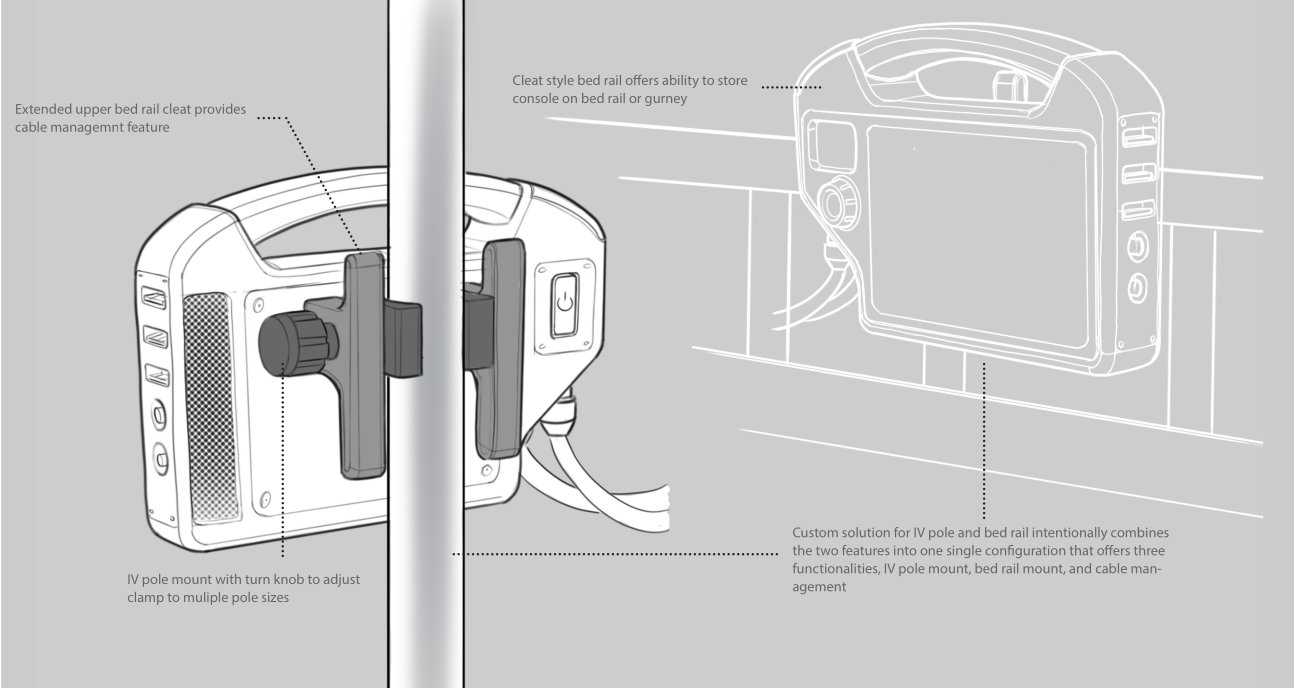 Extended upper bed rail cleat provides
cable managemnt feature
Cleat style bed rail offers ability to store
console on bed rail or gurney
IV pole mount with turn knob to adjust
clamp to muliple pole sizes
Custom solution for IV pole and bed rail intentionally combines
the two features into one single configuration that offers three
functionalities, IV pole mount, bed rail mount, and cable man-
agement